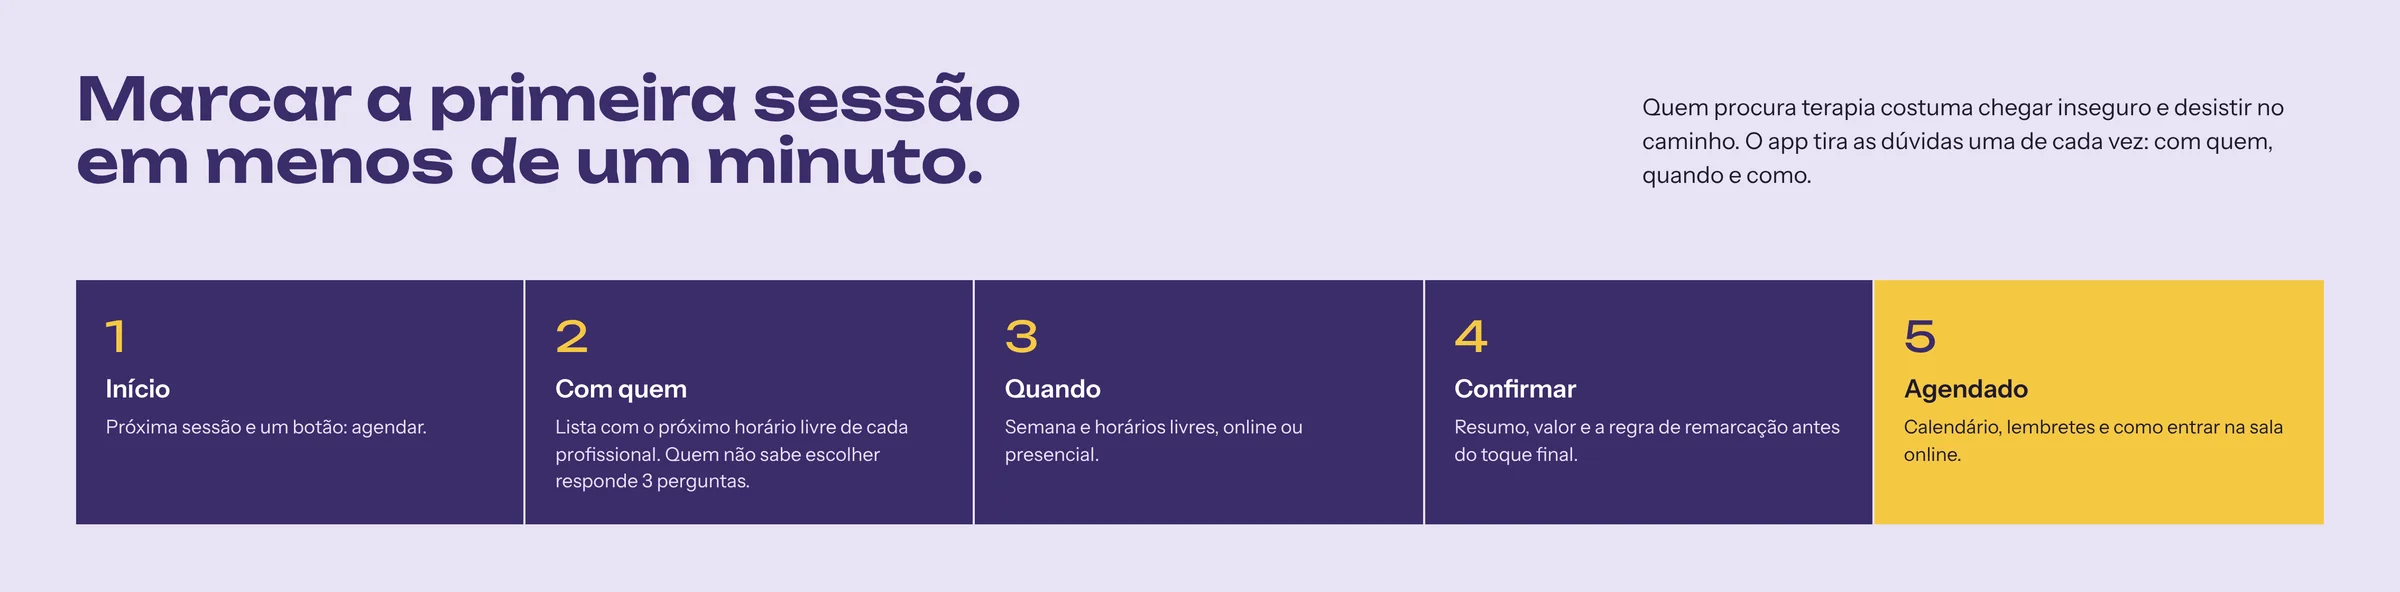 Marcar a primeira sessão
em menos de um minuto.
Quem procura terapia costuma chegar inseguro e desistir no
caminho. O app tira as dúvidas uma de cada vez: com quem,
quando e como.
1
Início
Próxima sessão e um botão: agendar.
2
Com quem
Lista com o próximo horário livre de cada
profissional. Quem não sabe escolher
responde 3 perguntas.
3
Quando
Semana e horários livres, online ou
presencial.
4
Confirmar
Resumo, valor e a regra de remarcação antes
do toque final.
5
Agendado
Calendário, lembretes e como entrar na sala
online.